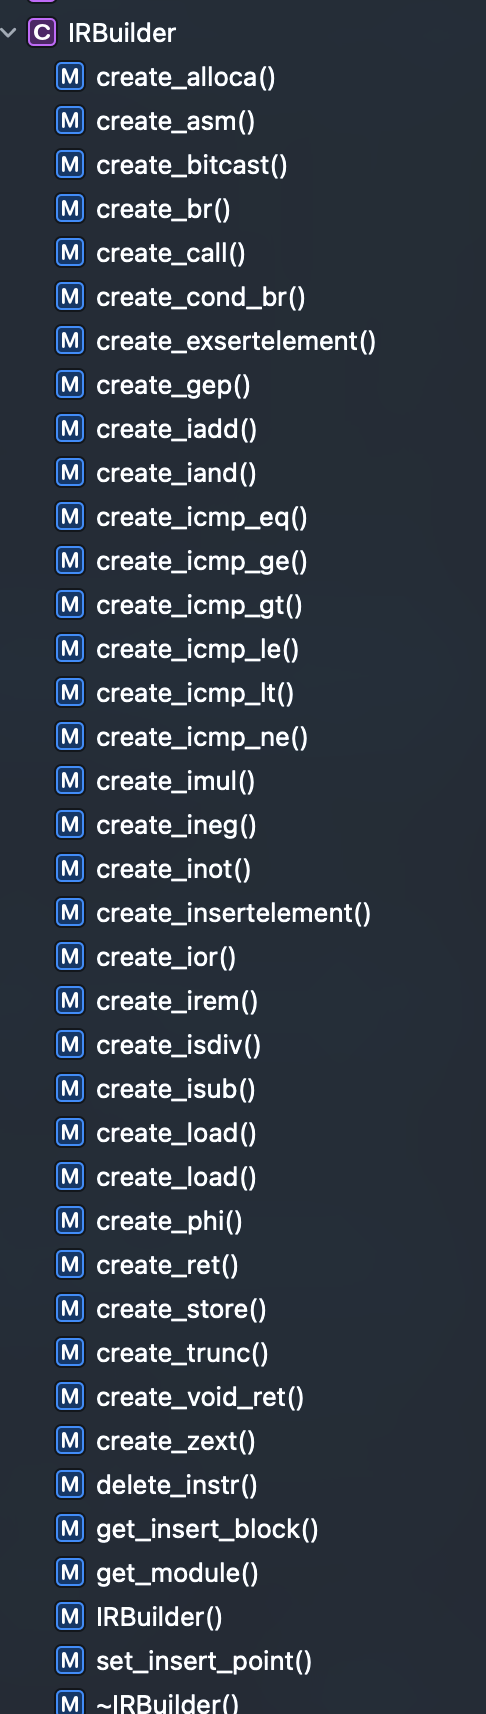 C IRBuilder
M create_alloca()
M create_asm()
M create_bitcast()
M create_br()
M create_call()
M create_cond_br()
M create_exsertelement()
M create_gep()
M create_iadd()
M create_iand()
M create_icmp_eq()
M create_icmp_ge()
M create_icmp_gt()
M create_icmp_le()
M create_icmp_lt()
M create_icmp_ne()
M create_imul()
M create_ineg()
M create_inot()
M create_insertelement()
M create_ior()
M create_irem()
M create_isdiv()
M create_isub()
M create_load()
M create_load()
M create_phi()
M create_ret()
M create_store()
M create_trunc()
M create_void_ret()
M create_zext()
M delete_instr()
M get_insert_block()
M get_module()
M IRBuilder()
M set_insert_point()
M ~IRBuilder()